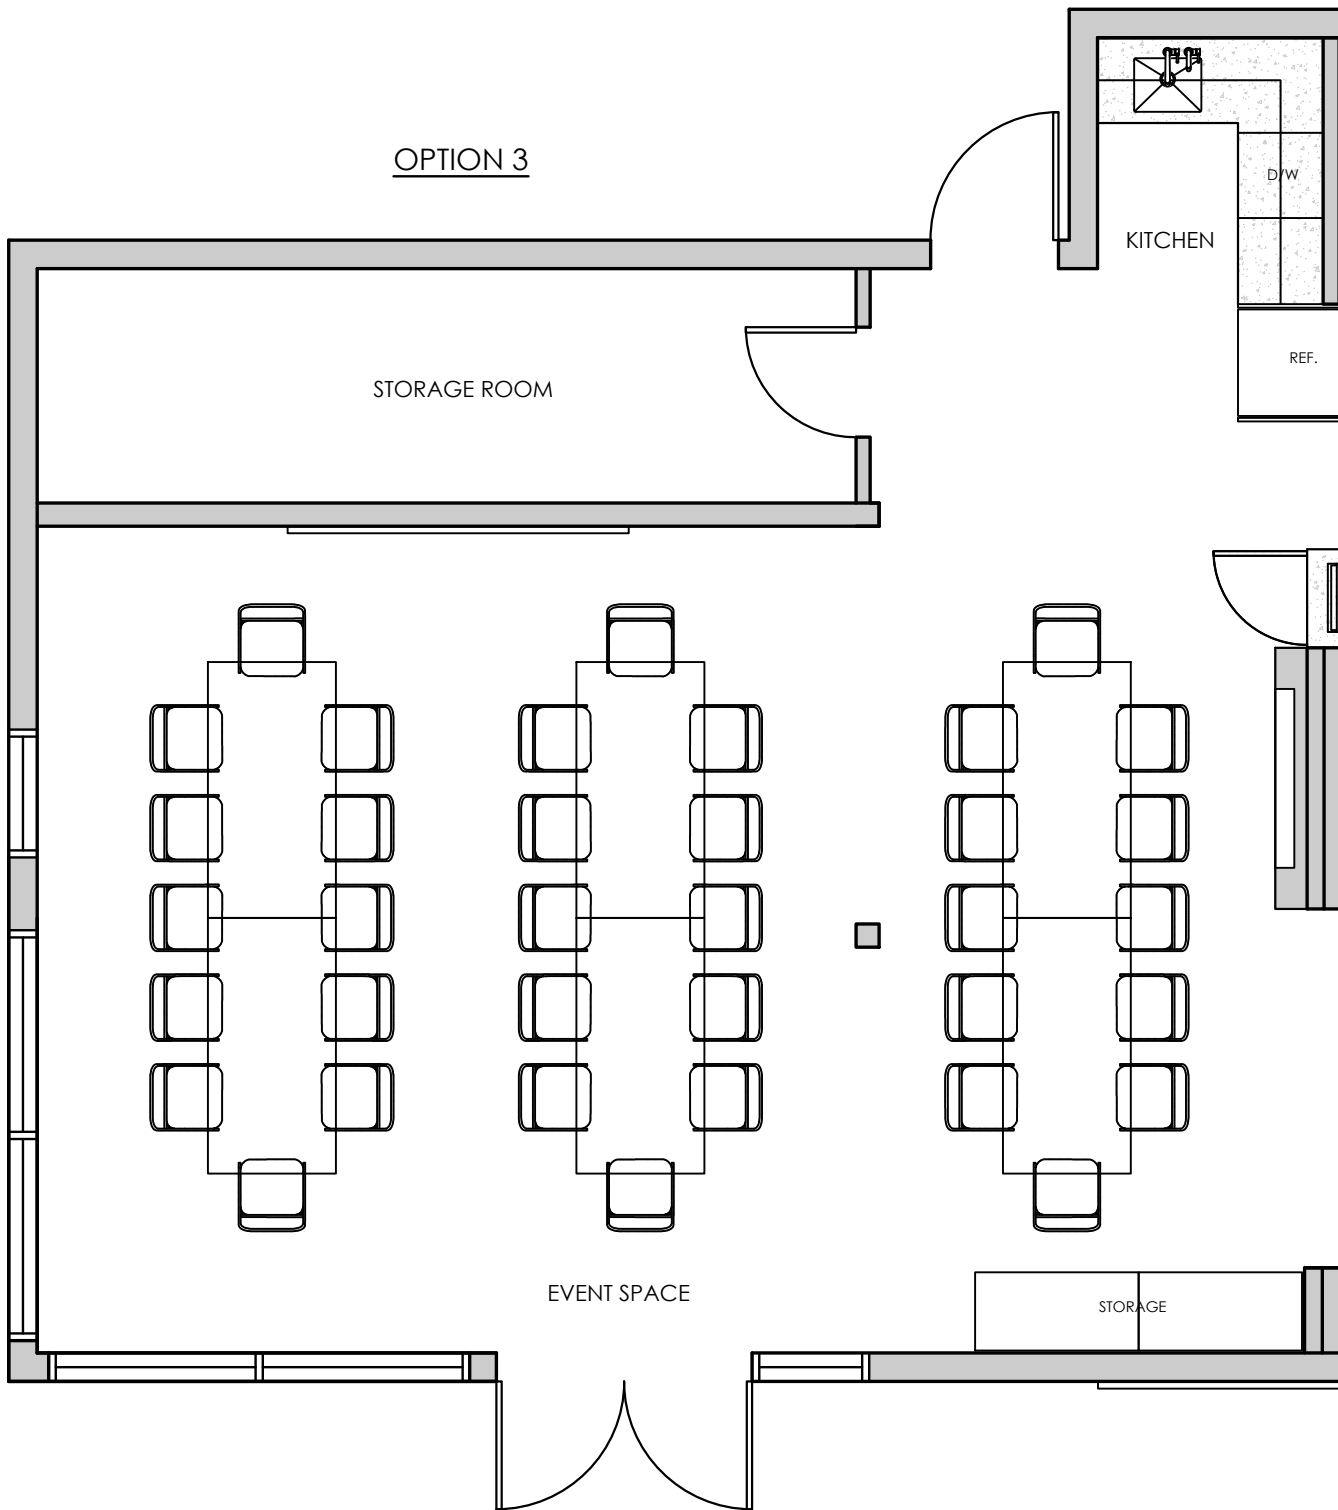 OPTION 3
D/W
KITCHEN
REF.
STORAGE ROOM
EVENT SPACE
STORAGE